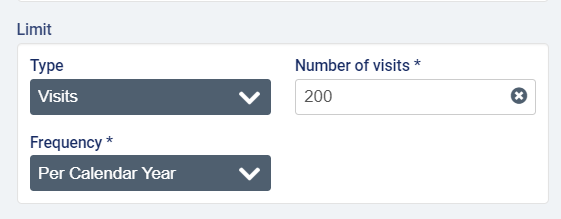 Limit
Type
Number of visits *
Visits
200
Frequency *
Per Calendar Year